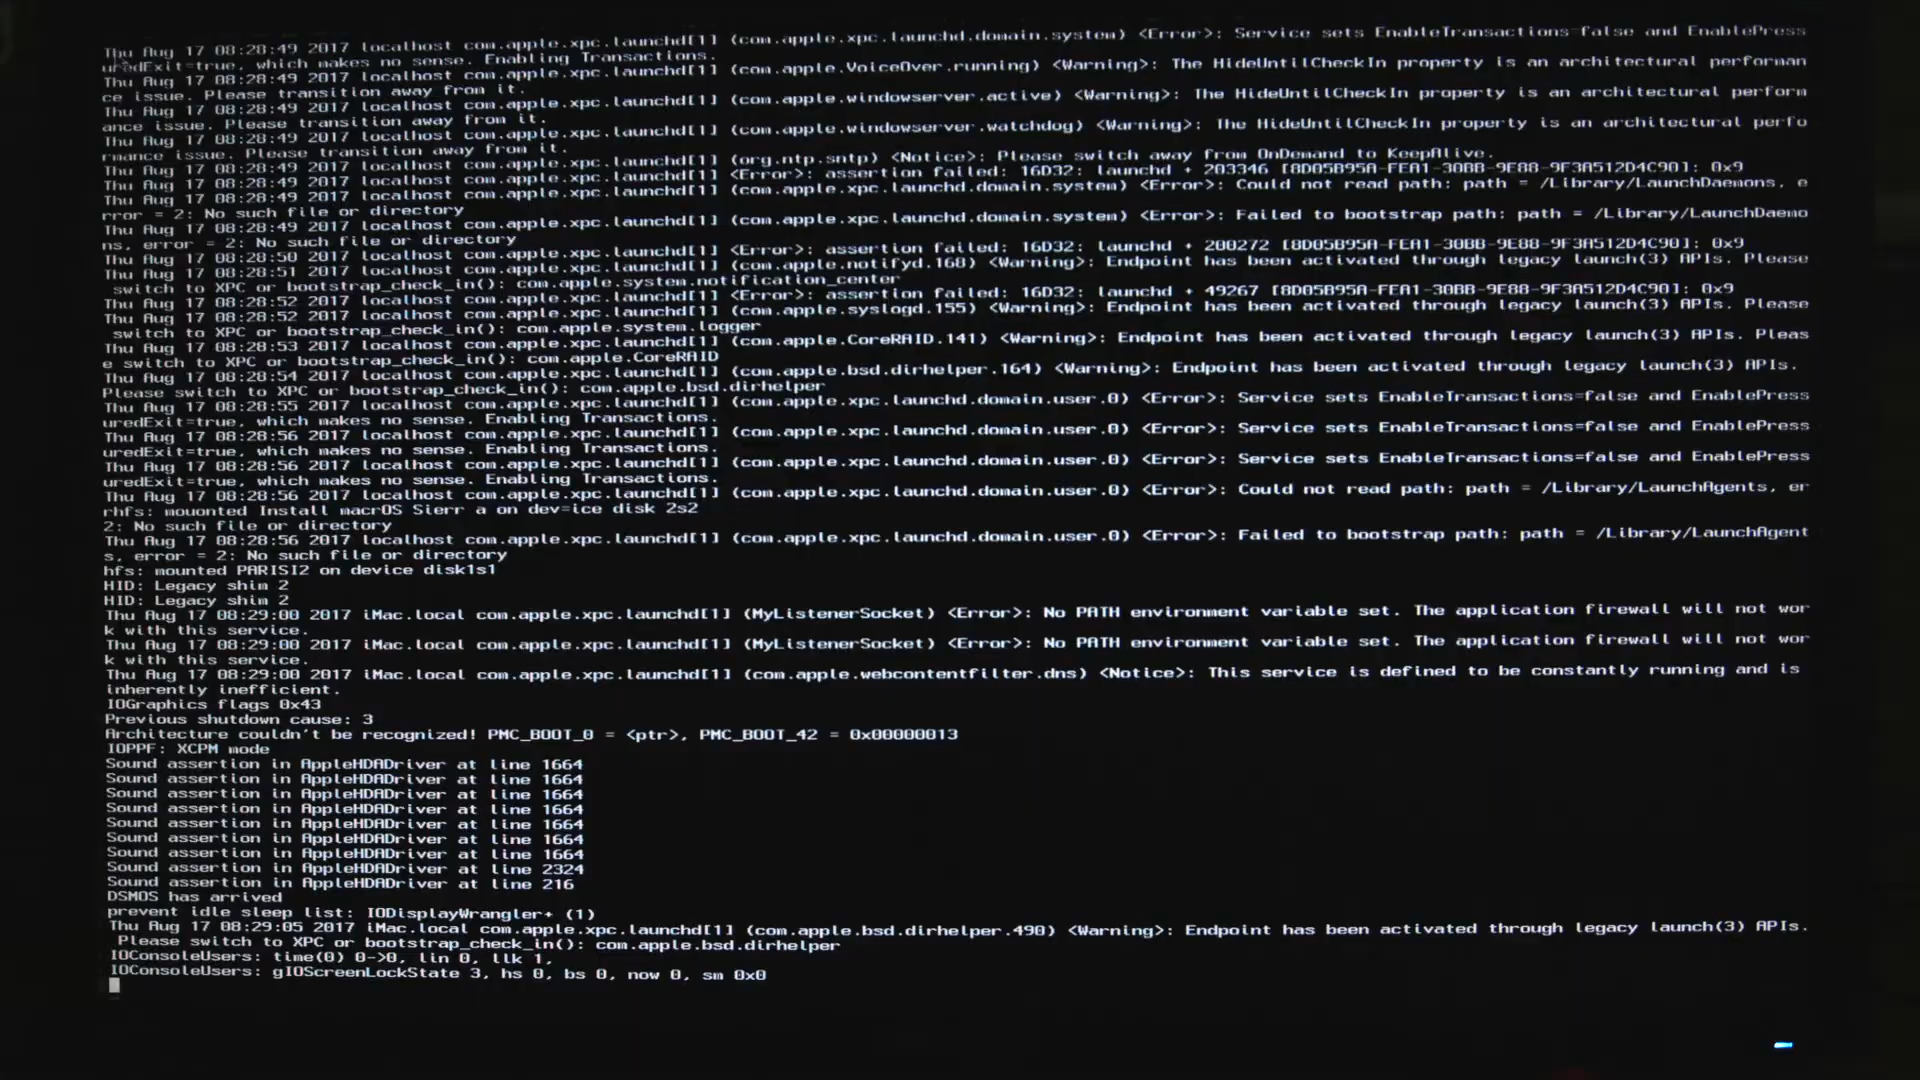 Thu Aug 17 08:28:49 2017 localhost com.apple.xpc.launchd[1] (com.apple.xpc.launchd.domain.system) <Error>: Service sets EnableTransactions=false and EnablePress
uredExit=true, which makes no sense. Enabling Transactions.
Thu Aug 17 08:28:49 2017 localhost com.apple.xpc.launchd[1] (com.apple.VoiceOver.running) <Warning>: The HideUntilCheckIn property is an architectural performan
ce issue. Please transition away from it.
Thu Aug 17 08:28:49 2017 localhost com.apple.xpc.launchd[1] (com.apple.windowserver.active) <Warning>: The HideUntilCheckIn property is an architectural perform
ance issue. Please transition away from it.
Thu Aug 17 08:28:49 2017 localhost com.apple.xpc.launchd[1] (com.apple.windowserver.watchdog) <Warning>: The HideUntilCheckIn property is an architectural perfo
rmance issue. Please transition away from it.
Thu Aug 17 08:28:49 2017 localhost com.apple.xpc.launchd[1] (org.ntp.sntp) <Notice>: Please switch away from OnDemand to KeepAlive.
Thu Aug 17 08:28:49 2017 localhost com.apple.xpc.launchd[1] <Error>: assertion failed: 16D32: launchd + 203346 [8D05B95A-FEA1-30BB-9E88-9F3A512D4C90]: 0x9
Thu Aug 17 08:28:49 2017 localhost com.apple.xpc.launchd[1] (com.apple.xpc.launchd.domain.system) <Error>: Could not read path: path = /Library/LaunchDaemons, e
rror = 2: No such file or directory
Thu Aug 17 08:28:49 2017 localhost com.apple.xpc.launchd[1] (com.apple.xpc.launchd.domain.system) <Error>: Failed to bootstrap path: path = /Library/LaunchDaemo
ns, error = 2: No such file or directory
Thu Aug 17 08:28:50 2017 localhost com.apple.xpc.launchd[1] <Error>: assertion failed: 16D32: launchd + 200272 [8D05B95A-FEA1-30BB-9E88-9F3A512D4C90]: 0x9
Thu Aug 17 08:28:51 2017 localhost com.apple.xpc.launchd[1] (com.apple.notifyd.168) <Warning>: Endpoint has been activated through legacy launch(3) APIs. Please
switch to XPC or bootstrap_check_in(): com.apple.system.notification_center
Thu Aug 17 08:28:52 2017 localhost com.apple.xpc.launchd[1] <Error>: assertion failed: 16D32: launchd + 49267 [8D05B95A-FEA1-30BB-9E88-9F3A512D4C90]: 0x9
Thu Aug 17 08:28:52 2017 localhost com.apple.xpc.launchd[1] (com.apple.syslogd.155) <Warning>: Endpoint has been activated through legacy launch(3) APIs. Please
switch to XPC or bootstrap_check_in(): com.apple.system.logger
Thu Aug 17 08:28:53 2017 localhost com.apple.xpc.launchd[1] (com.apple.CoreRAID.141) <Warning>: Endpoint has been activated through legacy launch(3) APIs. Pleas
e switch to XPC or bootstrap_check_in(): com.apple.CoreRAID
Thu Aug 17 08:28:54 2017 localhost com.apple.xpc.launchd[1] (com.apple.bsd.dirhelper.164) <Warning>: Endpoint has been activated through legacy launch(3) APIs.
Please switch to XPC or bootstrap_check_in(): com.apple.bsd.dirhelper
Thu Aug 17 08:28:55 2017 localhost com.apple.xpc.launchd[1] (com.apple.xpc.launchd.domain.user.0) <Error>: Service sets EnableTransactions=false and EnablePress
uredExit=true, which makes no sense. Enabling Transactions.
Thu Aug 17 08:28:56 2017 localhost com.apple.xpc.launchd[1] (com.apple.xpc.launchd.domain.user.0) <Error>: Service sets EnableTransactions=false and EnablePress
uredExit=true, which makes no sense. Enabling Transactions.
Thu Aug 17 08:28:56 2017 localhost com.apple.xpc.launchd[1] (com.apple.xpc.launchd.domain.user.0) <Error>: Service sets EnableTransactions=false and EnablePress
uredExit=true, which makes no sense. Enabling Transactions.
Thu Aug 17 08:28:56 2017 localhost com.apple.xpc.launchd[1] (com.apple.xpc.launchd.domain.user.0) <Error>: Could not read path: path = /Library/LaunchAgents, er
rhfs: mouonted Install macOS Sierr a on dev=ice disk 2s2
2: No such file or directory
Thu Aug 17 08:28:56 2017 localhost com.apple.xpc.launchd[1] (com.apple.xpc.launchd.domain.user.0) <Error>: Failed to bootstrap path: path = /Library/LaunchAgent
s, error = 2: No such file or directory
hfs: mounted PARISI2 on device disk1s1
HID: Legacy shim 2
HID: Legacy shim 2
Thu Aug 17 08:29:00 2017 iMac.local com.apple.xpc.launchd[1] (MyListenerSocket) <Error>: No PATH environment variable set. The application firewall will not wor
k with this service.
Thu Aug 17 08:29:00 2017 iMac.local com.apple.xpc.launchd[1] (MyListenerSocket) <Error>: No PATH environment variable set. The application firewall will not wor
k with this service.
Thu Aug 17 08:29:00 2017 iMac.local com.apple.xpc.launchd[1] (com.apple.webcontentfilter.dns) <Notice>: This service is defined to be constantly running and is
inherently inefficient.
IOGraphics flags 0x43
Previous shutdown cause: 3
Architecture couldn't be recognized! PMC_BOOT_0 = <ptr>, PMC_BOOT_42 = 0x00000013
IOPPF: XCPM mode
Sound assertion in AppleHDADriver at line 1664
Sound assertion in AppleHDADriver at line 1664
Sound assertion in AppleHDADriver at line 1664
Sound assertion in AppleHDADriver at line 1664
Sound assertion in AppleHDADriver at line 1664
Sound assertion in AppleHDADriver at line 1664
Sound assertion in AppleHDADriver at line 1664
Sound assertion in AppleHDADriver at line 2324
Sound assertion in AppleHDADriver at line 216
DSMOS has arrived
prevent idle sleep list: IODisplayWrangler+ (1)
Thu Aug 17 08:29:05 2017 iMac.local com.apple.xpc.launchd[1] (com.apple.bsd.dirhelper.490) <Warning>: Endpoint has been activated through legacy launch(3) APIs.
Please switch to XPC or bootstrap_check_in(): com.apple.bsd.dirhelper
IOConsoleUsers: time(0) 0->0, lin 0, llk 1,
IOConsoleUsers: gIOScreenLockState 3, hs 0, bs 0, now 0, sm 0x0